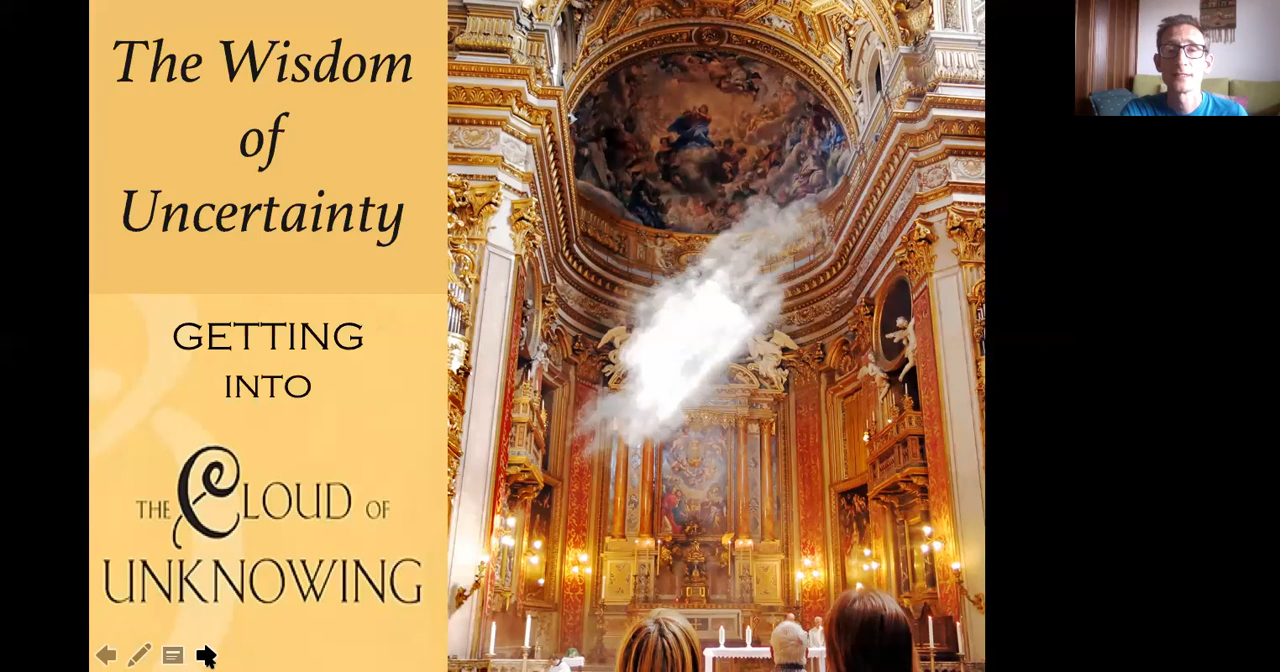 The Wisdom
of
Uncertainty
GETTING
INTO
THE CLOUD OF
UNKNOWING